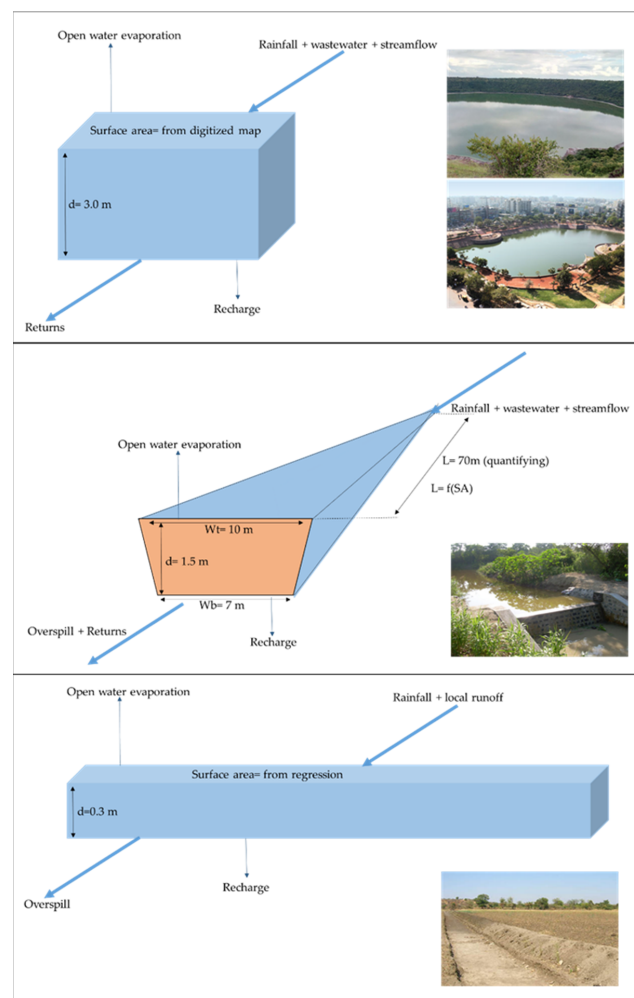 Open water evaporation
Rainfall + wastewater + streamflow
Surface area= from digitized map
d= 3.0 m
Recharge
Returns
Rainfall + wastewater + streamflow
Open water evaporation
L= 70m (quantifying)
L= f(SA)
Wt= 10 m
d= 1.5 m
Wb= 7 m
Overspill + Returns
Recharge
Open water evaporation
Rainfall + local runoff
Surface area= from regression
d=0.3 m
Recharge
Overspill